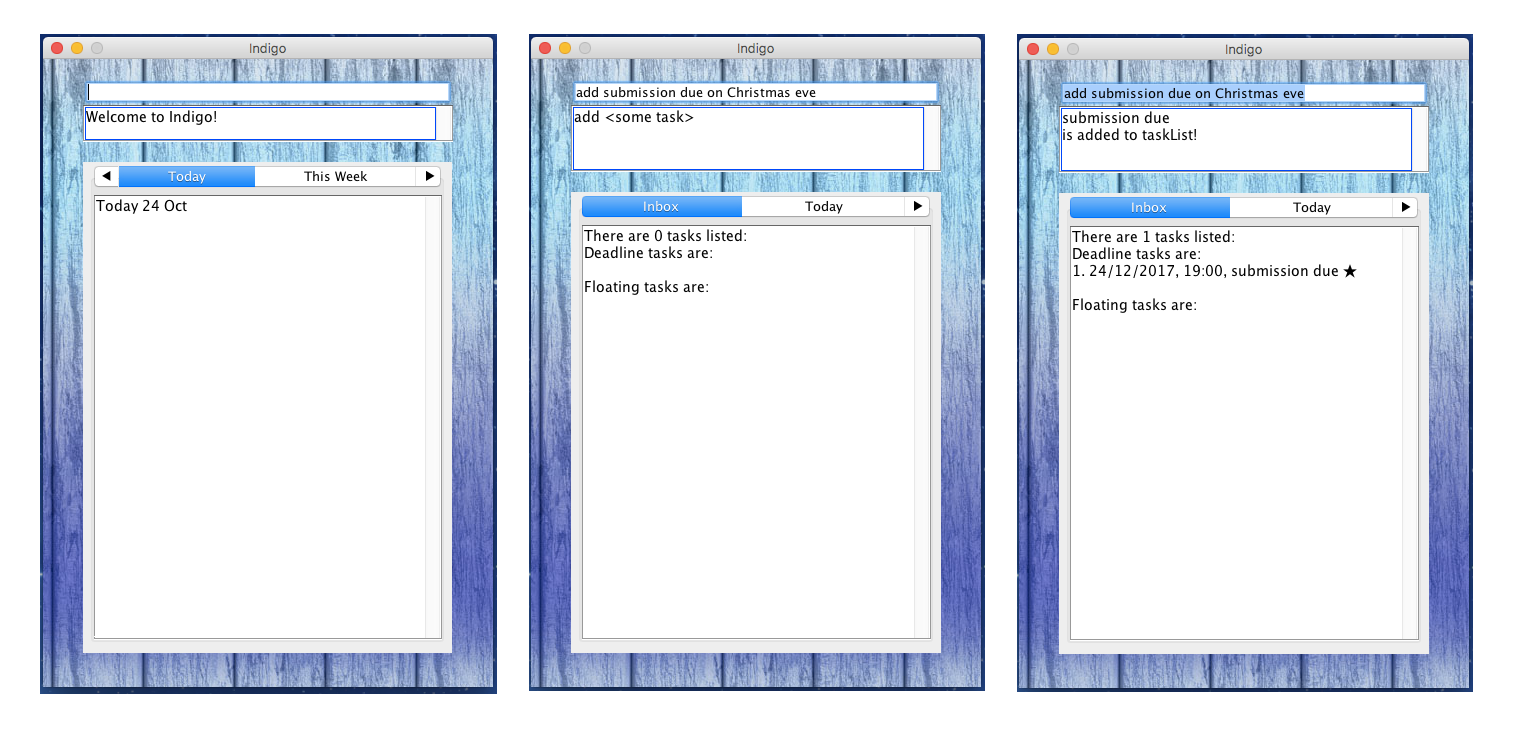 Indigo
Welcome to Indigo!
Today This Week
Today 24 Oct
Indigo
add submission due on Christmas eve
add <some task>
Inbox Today
There are 0 tasks listed:
Deadline tasks are:
Floating tasks are:
Indigo
add submission due on Christmas eve
submission due
is added to taskList!
Inbox Today
There are 1 tasks listed:
Deadline tasks are:
1. 24/12/2017, 19:00, submission due ★
Floating tasks are: